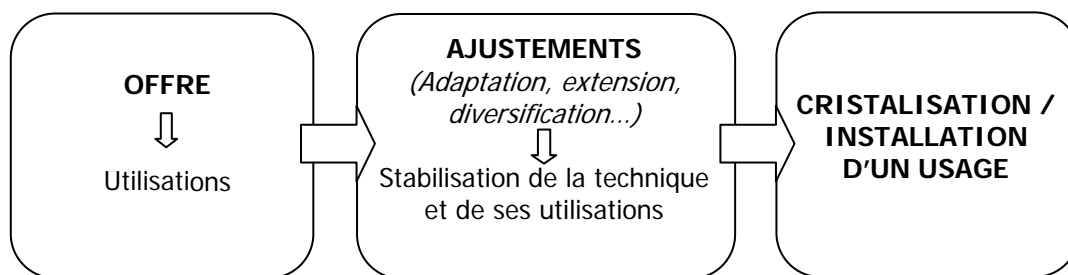 OFFRE
Utilisations
AJUSTEMENTS
(Adaptation, extension,
diversification...)
Stabilisation de la technique
et de ses utilisations
CRISTALISATION /
INSTALLATION
D'UN USAGE